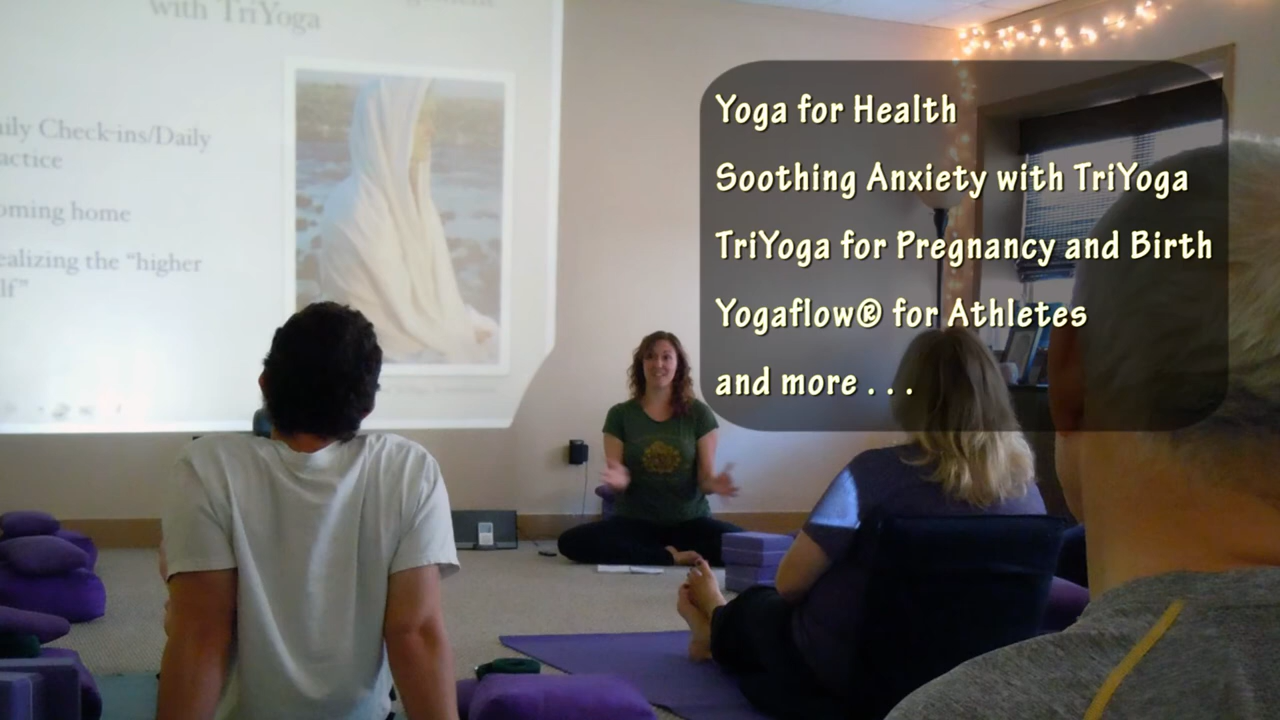 with TriYoga
ily Check-ins/Daily
actice
oming home
ealizing the “higher
lf”
Yoga for Health
Soothing Anxiety with TriYoga
TriYoga for Pregnancy and Birth
Yogaflow® for Athletes
and more . . .